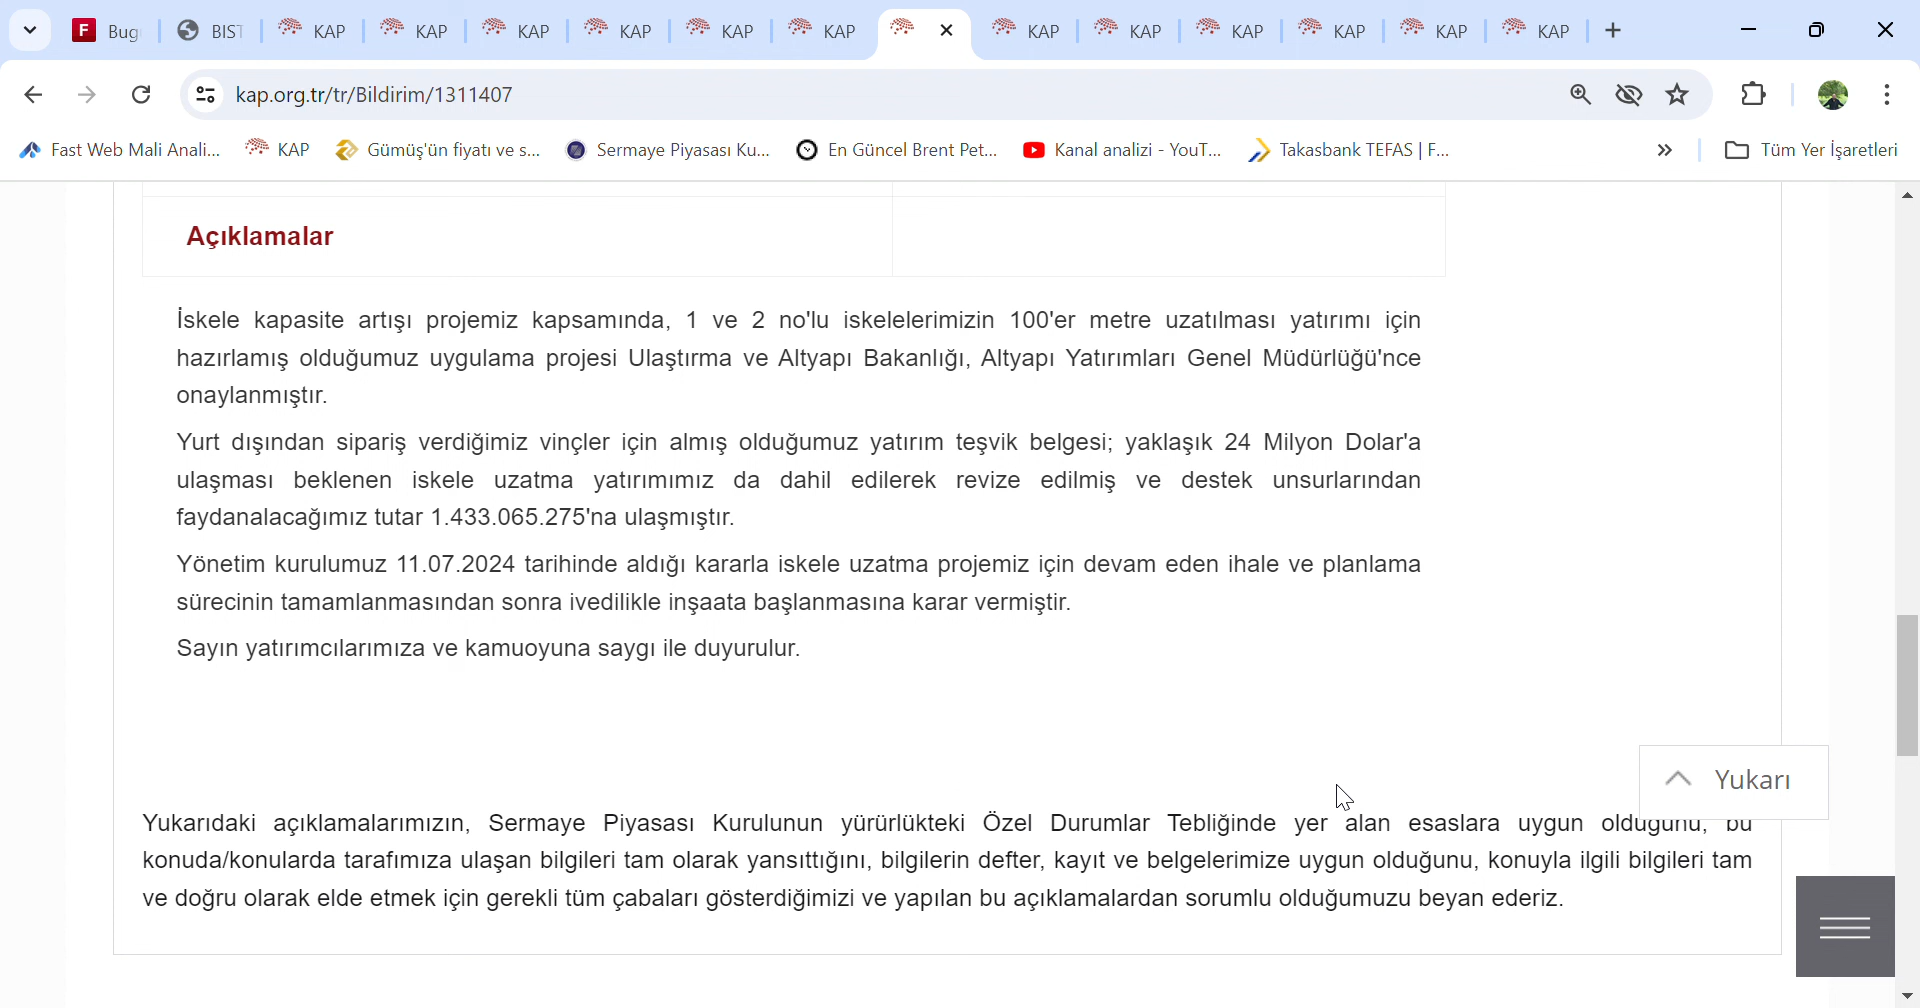 Bug
BIST
KAP
KAP
KAP
KAP
KAP
KAP
KAP
KAP
KAP
KAP
KAP
KAP
kap.org.tr/tr/Bildirim/1311407
Fast Web Mali Anali...
KAP
Gümüş'ün fiyatı ve s...
Sermaye Piyasası Ku...
En Güncel Brent Pet...
Kanal analizi - YouT...
Takasbank TEFAS | F...
Tüm Yer İşaretleri
Açıklamalar
İskele kapasite artışı projemiz kapsamında, 1 ve 2 no'lu iskelelerimizin 100'er metre uzatılması yatırımı için
hazırlamış olduğumuz uygulama projesi Ulaştırma ve Altyapı Bakanlığı, Altyapı Yatırımları Genel Müdürlüğü'nce
onaylanmıştır.
Yurt dışından sipariş verdiğimiz vinçler için almış olduğumuz yatırım teşvik belgesi; yaklaşık 24 Milyon Dolar'a
ulaşması beklenen iskele uzatma yatırımımız da dahil edilerek revize edilmiş ve destek unsurlarından
faydanalacağımız tutar 1.433.065.275'na ulaşmıştır.
Yönetim kurulumuz 11.07.2024 tarihinde aldığı kararla iskele uzatma projemiz için devam eden ihale ve planlama
sürecinin tamamlanmasından sonra ivedilikle inşaata başlanmasına karar vermiştir.
Sayın yatırımcılarımıza ve kamuoyuna saygı ile duyurulur.
Yukarı
Yukarıdaki açıklamalarımızın, Sermaye Piyasası Kurulunun yürürlükteki Özel Durumlar Tebliğinde yer alan esaslara uygun olduğunu, bu
konuda/konularda tarafımıza ulaşan bilgileri tam olarak yansıttığını, bilgilerin defter, kayıt ve belgelerimize uygun olduğunu, konuyla ilgili bilgileri tam
ve doğru olarak elde etmek için gerekli tüm çabaları gösterdiğimizi ve yapılan bu açıklamalardan sorumlu olduğumuzu beyan ederiz.